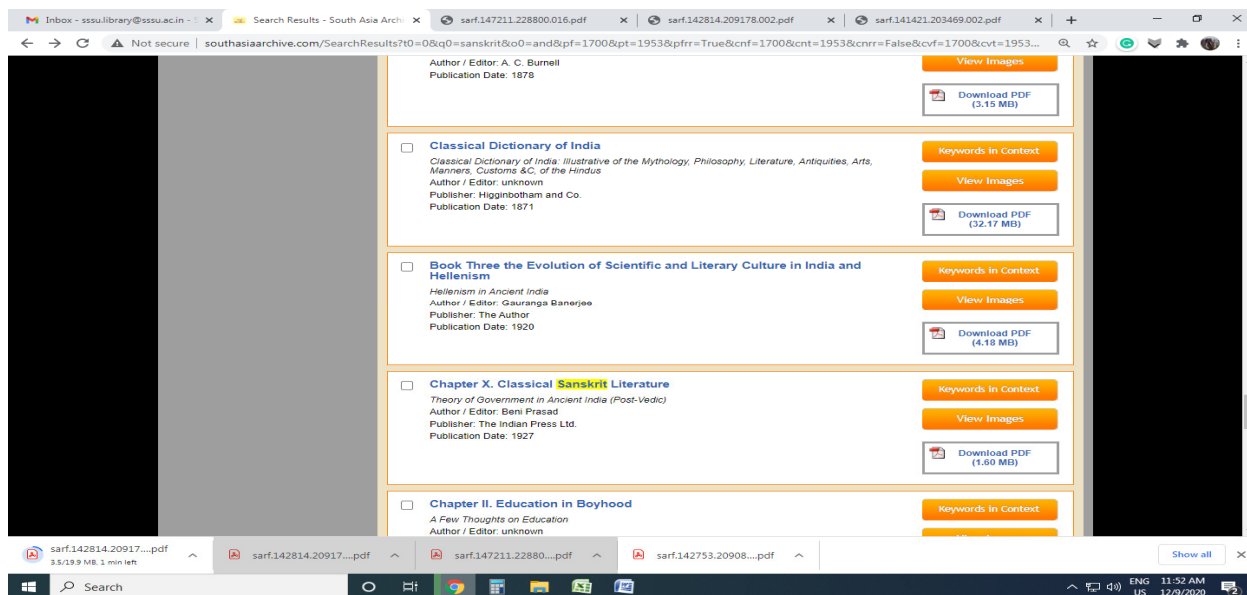 Inbox - sssu.library@sssu.ac.in - S
Search Results - South Asia Arch
sarf.147211.228800.016.pdf
sarf.142814.209178.002.pdf
sarf.141421.203469.002.pdf
Not secure | southasiaarchive.com/SearchResults?t0=0&q0=sanskrit&o0=and&pf=1700&pt=1953&pfrr=True&cnf=1700&cnt=1953&cnrr=False&cvf=1700&cvt=1953...
Author / Editor: A. C. Burnell
Publication Date: 1878
View Images
Download PDF
(3.15 MB)
Classical Dictionary of India
Classical Dictionary of India: Illustrative of the Mythology, Philosophy, Literature, Antiquities, Arts,
Manners, Customs &C, of the Hindus
Author / Editor: unknown
Publisher: Higginbotham and Co.
Publication Date: 1871
Keywords in Context
View Images
Download PDF
(32.17 MB)
Book Three the Evolution of Scientific and Literary Culture in India and
Hellenism
Hellenism in Ancient India
Author / Editor: Gauranga Banerjee
Publisher: The Author
Publication Date: 1920
Keywords in Context
View Images
Download PDF
(4.18 MB)
Chapter X. Classical Sanskrit Literature
Theory of Government in Ancient India (Post-Vedic)
Author / Editor: Beni Prasad
Publisher: The Indian Press Ltd.
Publication Date: 1927
Keywords in Context
View Images
Download PDF
(1.60 MB)
Chapter II. Education in Boyhood
A Few Thoughts on Education
Author / Editor: unknown
Keywords in Context
sarf.142814.20917....pdf
3.5/19.9 MB, 1 min left
sarf.142814.20917....pdf
sarf.147211.22880....pdf
sarf.142753.20908....pdf
Show all
Search
ENG
US
11:52 AM
12/9/2020
2